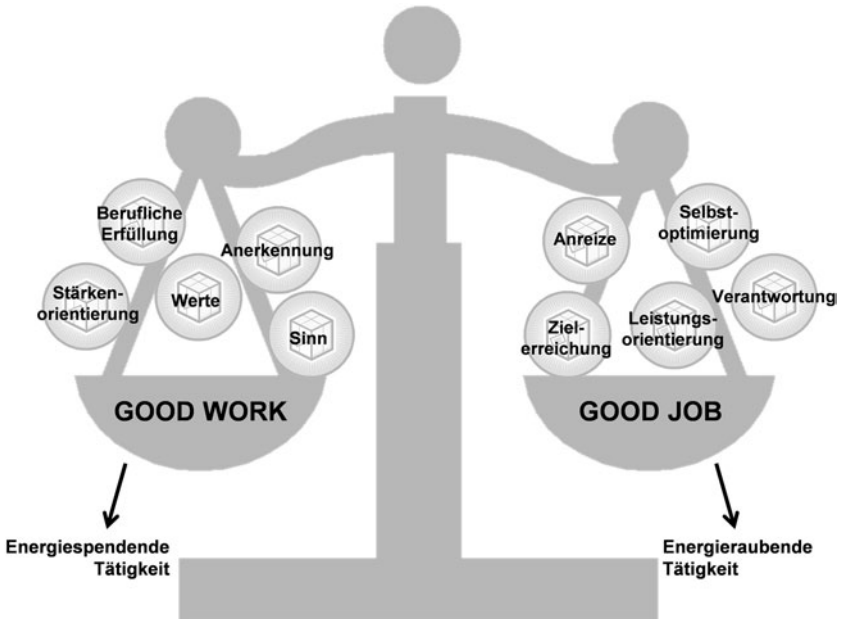 Berufliche
Erfüllung
Anerkennung
Stärken-
orientierung
Werte
Sinn
GOOD WORK
Energiespendende
Tätigkeit
Selbst-
optimierung
Anreize
Verantwortung
Ziel-
erreichung
Leistungs-
orientierung
GOOD JOB
Energieraubende
Tätigkeit